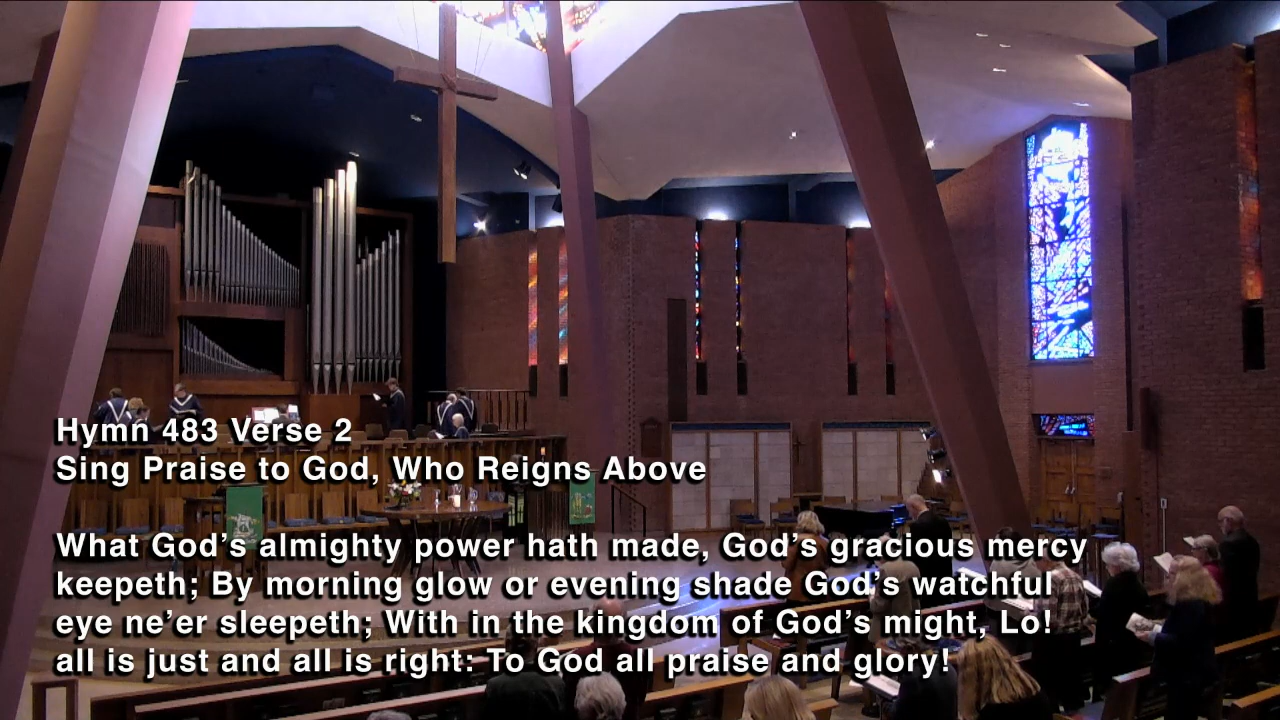 Hymn 483 Verse 2
Sing Praise to God, Who Reigns Above
What God's almighty power hath made, God's gracious mercy
keepeth; By morning glow or evening shade God's watchful
eye ne'er sleepeth; With in the kingdom of God's might, Lo!
all is just and all is right: To God all praise and glory!